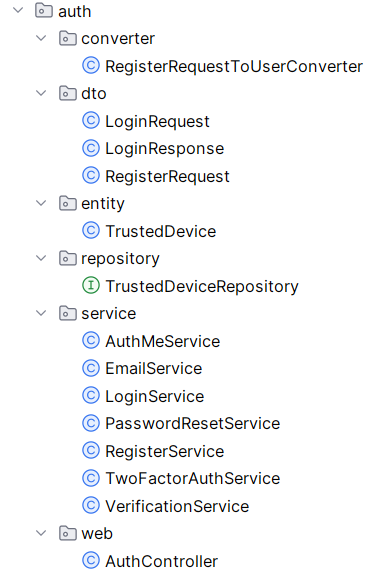 auth
converter
C RegisterRequestToUserConverter
dto
C LoginRequest
C LoginResponse
C RegisterRequest
entity
C TrustedDevice
repository
I TrustedDeviceRepository
service
C AuthMeService
C EmailService
C LoginService
C PasswordResetService
C RegisterService
C TwoFactorAuthService
C VerificationService
web
C AuthController